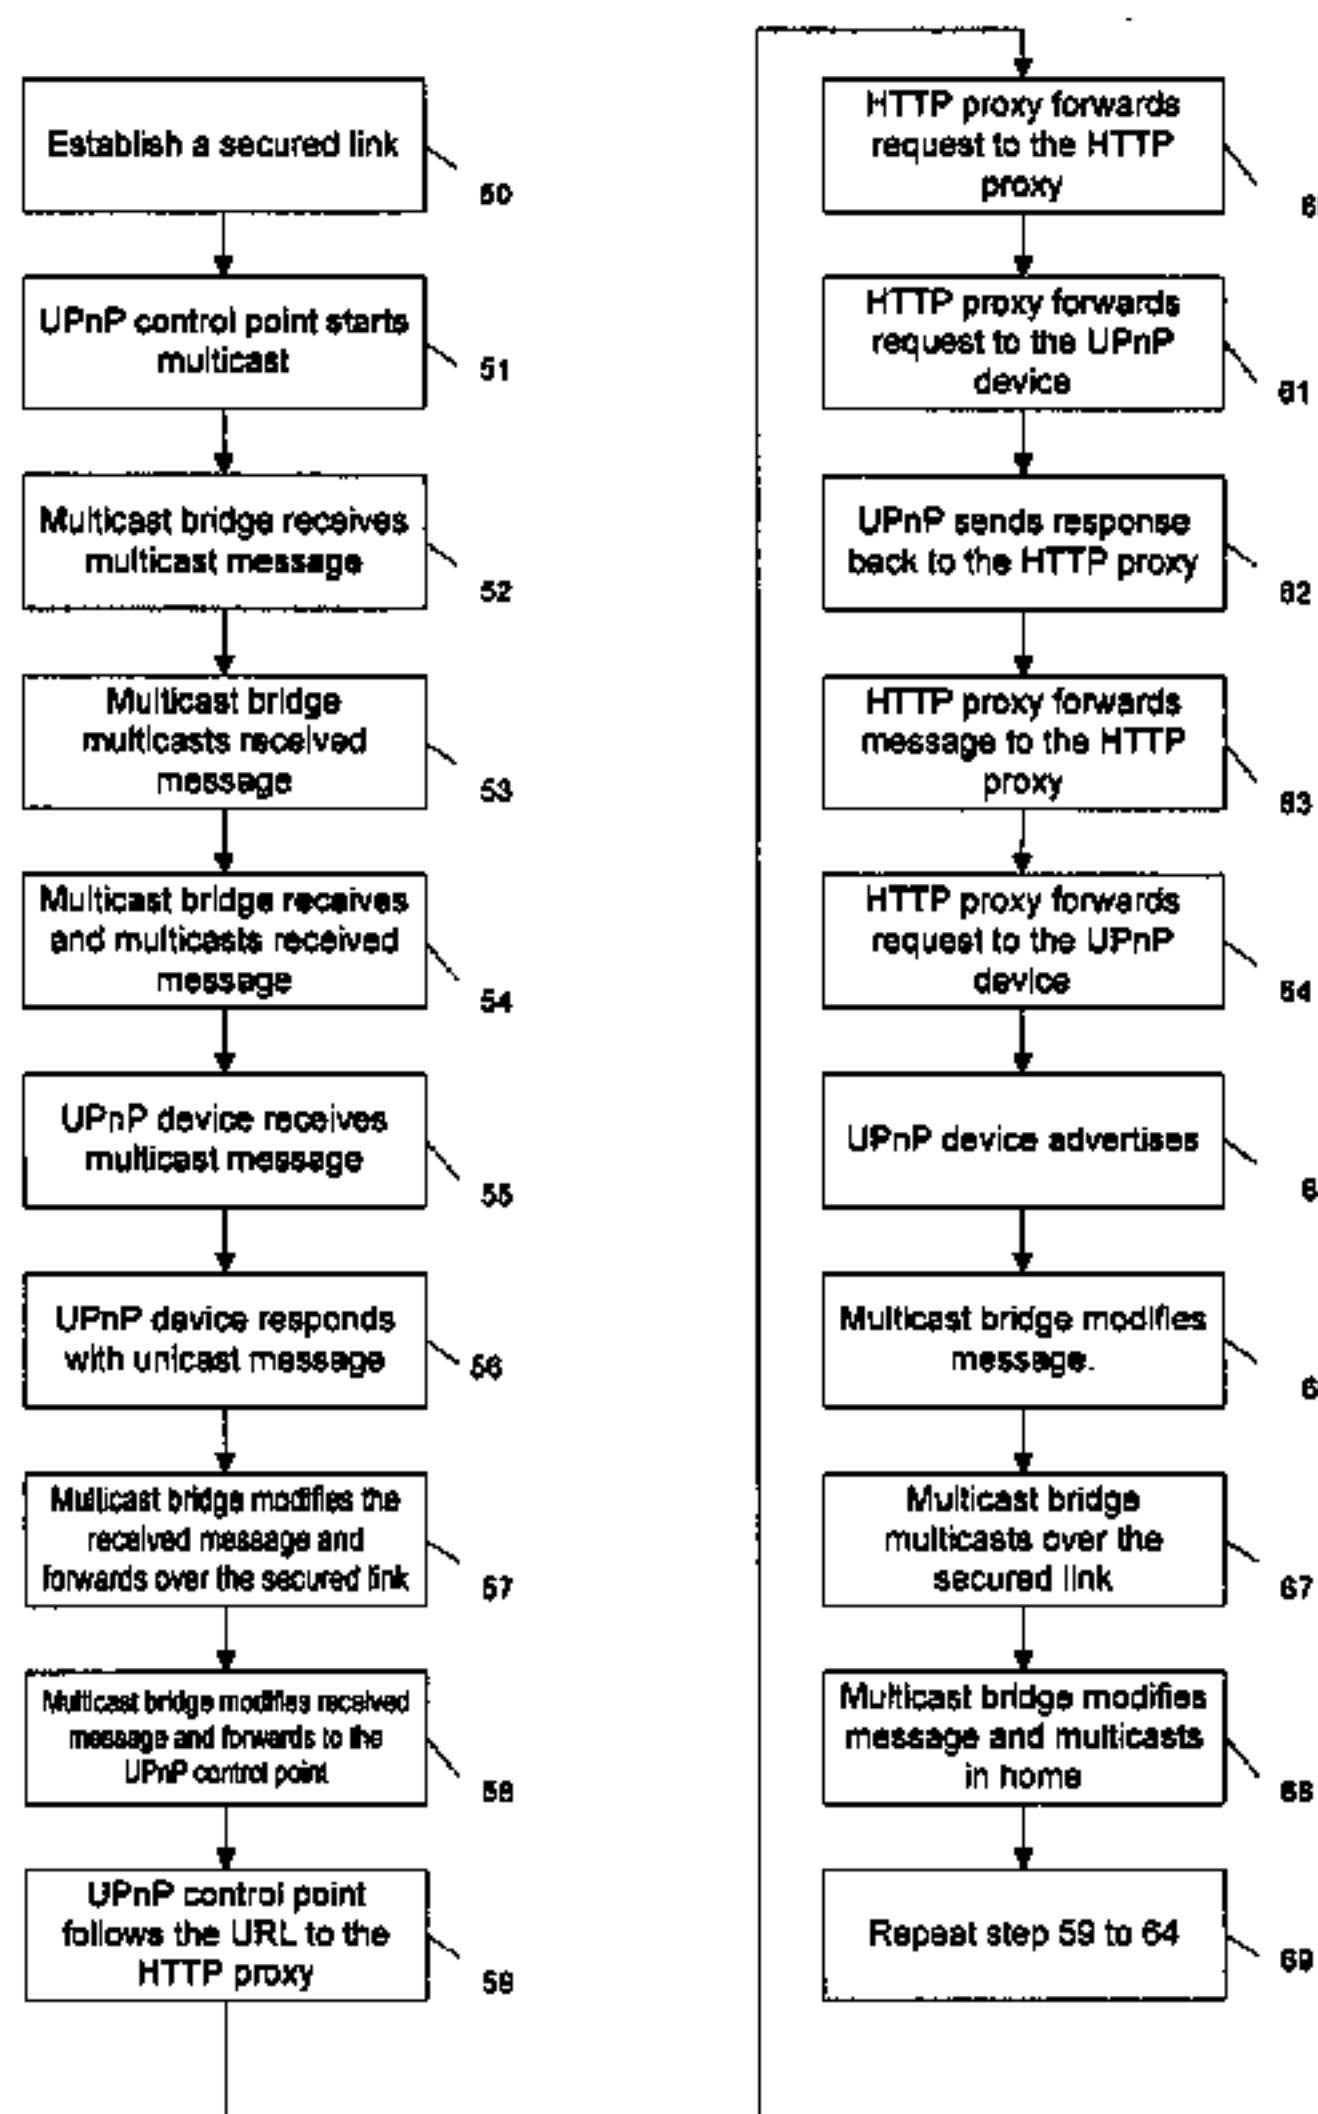 Establish a secured link
50
UPnP control point starts
multicast
51
Multicast bridge receives
multicast message
52
Multicast bridge
multicasts received
message
53
Multicast bridge receives
and multicasts received
message
54
UPnP device receives
multicast message
55
UPnP device responds
with unicast message
56
Multicast bridge modifies the
received message and
forwards over the secured link
57
Multicast bridge modifies received
message and forwards to the
UPnP control point
58
UPnP control point
follows the URL to the
HTTP proxy
59
HTTP proxy forwards
request to the HTTP
proxy
6
HTTP proxy forwards
request to the UPnP
device
61
UPnP sends response
back to the HTTP proxy
62
HTTP proxy forwards
message to the HTTP
proxy
63
HTTP proxy forwards
request to the UPnP
device
64
UPnP device advertises
6
Multicast bridge modifies
message.
6
Multicast bridge
multicasts over the
secured link
67
Multicast bridge modifies
message and multicasts
in home
68
Repeat step 59 to 64
69